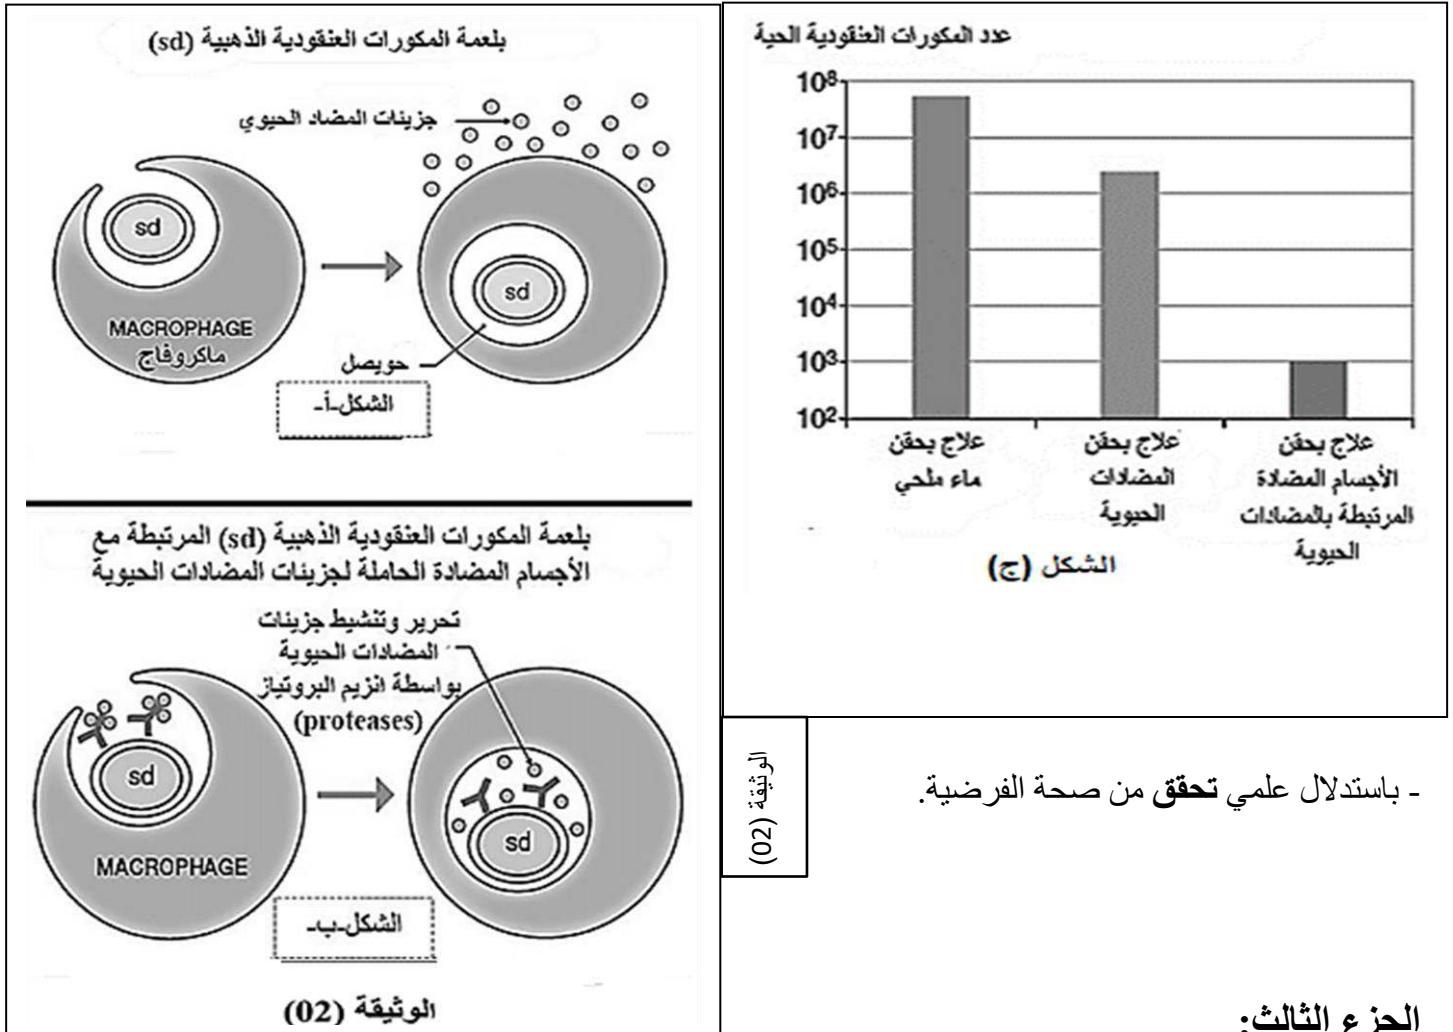 عدد المكورات العنقودية الحية
10⁸
10⁷
10⁶
10⁵
10⁴
10³
10²
علاج بحقن
ماء ملحي
علاج بحقن
المضادات
الحيوية
علاج بحقن
الأجسام المضادة
المرتبطة بالمضادات
الحيوية
الشكل (ج)
بلعمة المكورات العنقودية الذهبية (sd)
جزيئات المضاد الحيوي
sd
MACROPHAGE
ماكروفاج
sd
حويصل
الشكل-أ-
بلعمة المكورات العنقودية الذهبية (sd) المرتبطة مع
الأجسام المضادة الحاملة لجزيئات المضادات الحيوية
تحرير وتنشيط جزيئات
المضادات الحيوية
بواسطة انزيم البروتياز
(proteases)
sd
MACROPHAGE
sd
الشكل-ب-
الوثيقة (02)
الوثيقة (02)
- باستدلال علمي تحقق من صحة الفرضية.
الجزء الثالث: